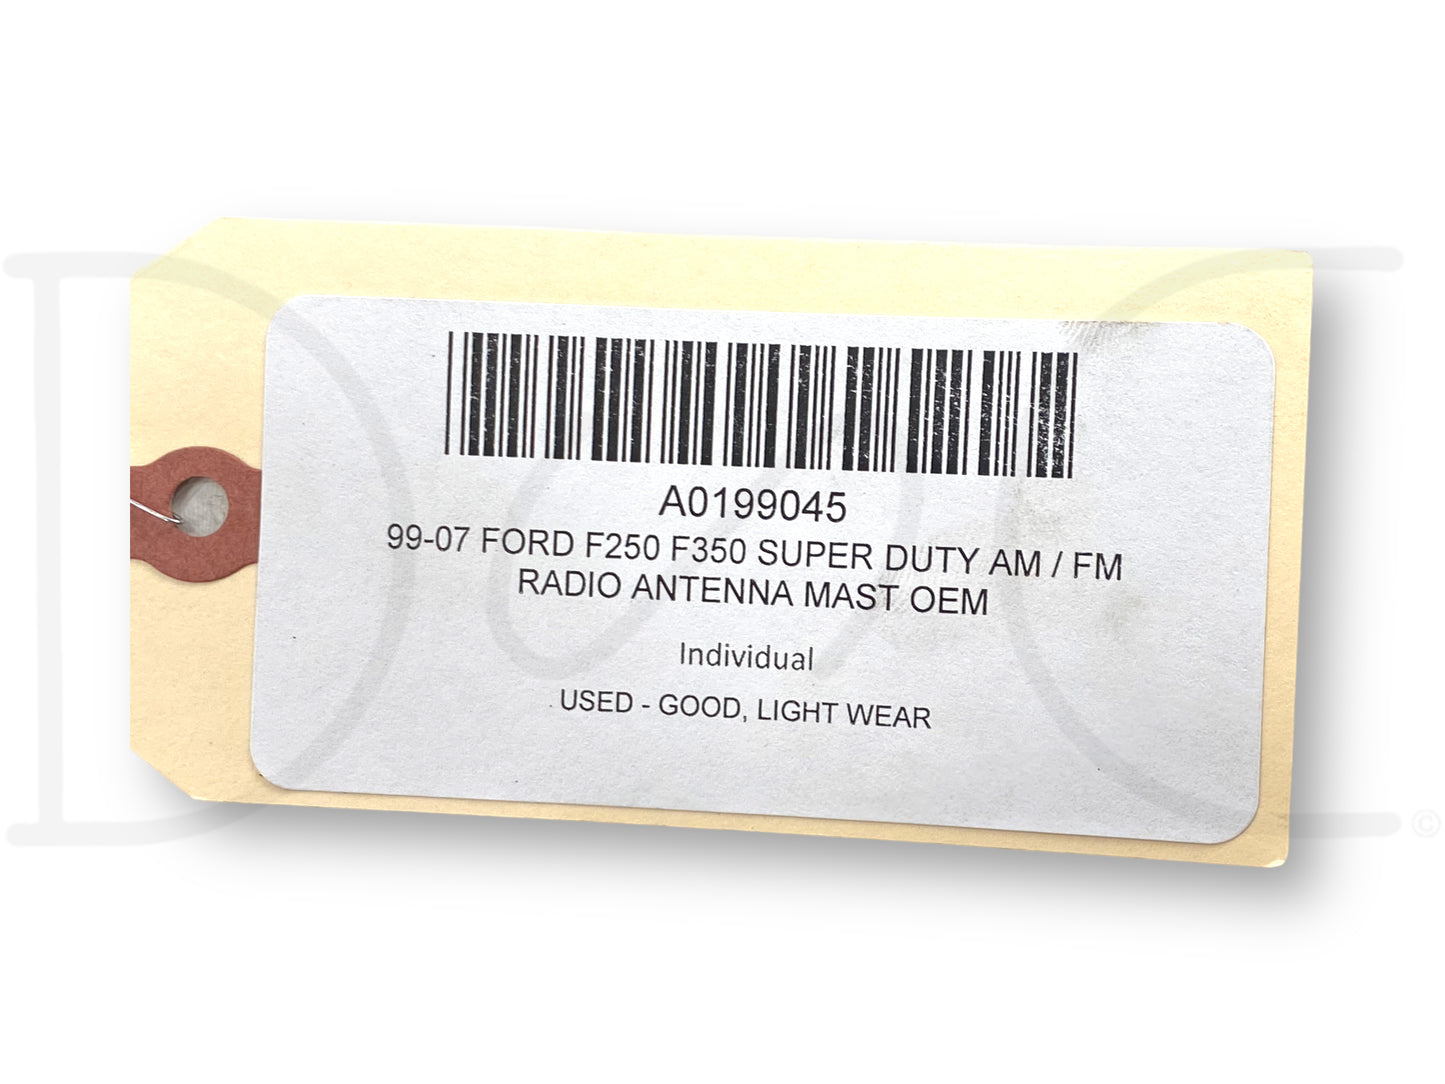 A0199045
99-07 FORD F250 F350 SUPER DUTY AM / FM
RADIO ANTENNA MAST OEM
Individual
USED - GOOD, LIGHT WEAR
©